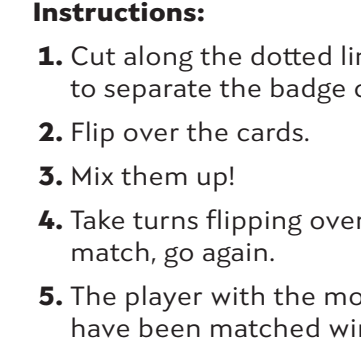 Instructions:
1. Cut along the dotted
to separate the badge
2. Flip over the cards.
3. Mix them up!
4. Take turns flipping over
match, go again.
5. The player with the
have been matched